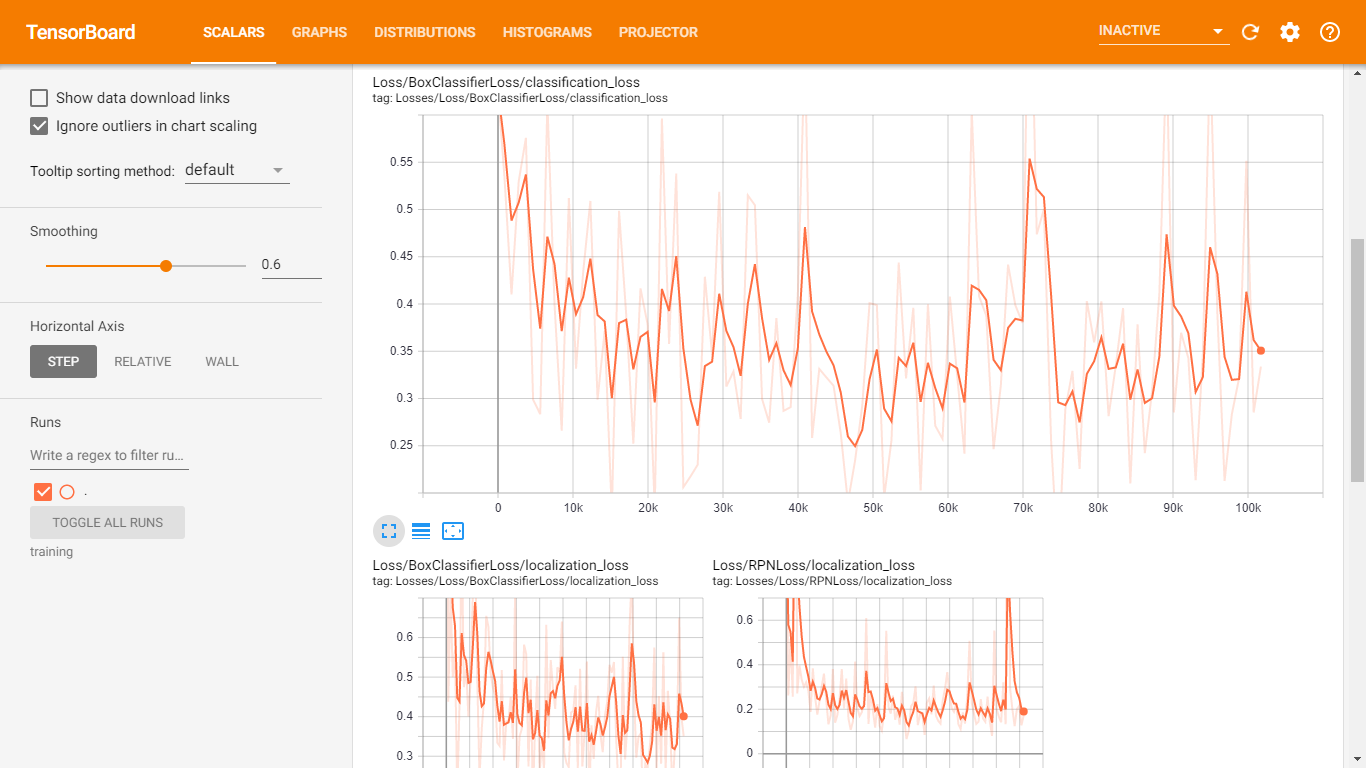 TensorBoard SCALARS GRAPHS DISTRIBUTIONS HISTOGRAMS PROJECTOR INACTIVE
Show data download links
Ignore outliers in chart scaling
Tooltip sorting method: default
Smoothing
0.6
Horizontal Axis
STEP RELATIVE WALL
Runs
Write a regex to filter ru...
.
TOGGLE ALL RUNS
training
Loss/BoxClassifierLoss/classification_loss
tag: Losses/Loss/BoxClassifierLoss/classification_loss
0.55
0.5
0.45
0.4
0.35
0.3
0.25
0 10k 20k 30k 40k 50k 60k 70k 80k 90k 100k
Loss/BoxClassifierLoss/localization_loss
tag: Losses/Loss/BoxClassifierLoss/localization_loss
0.6
0.5
0.4
0.3
Loss/RPNLoss/localization_loss
tag: Losses/Loss/RPNLoss/localization_loss
0.6
0.4
0.2
0